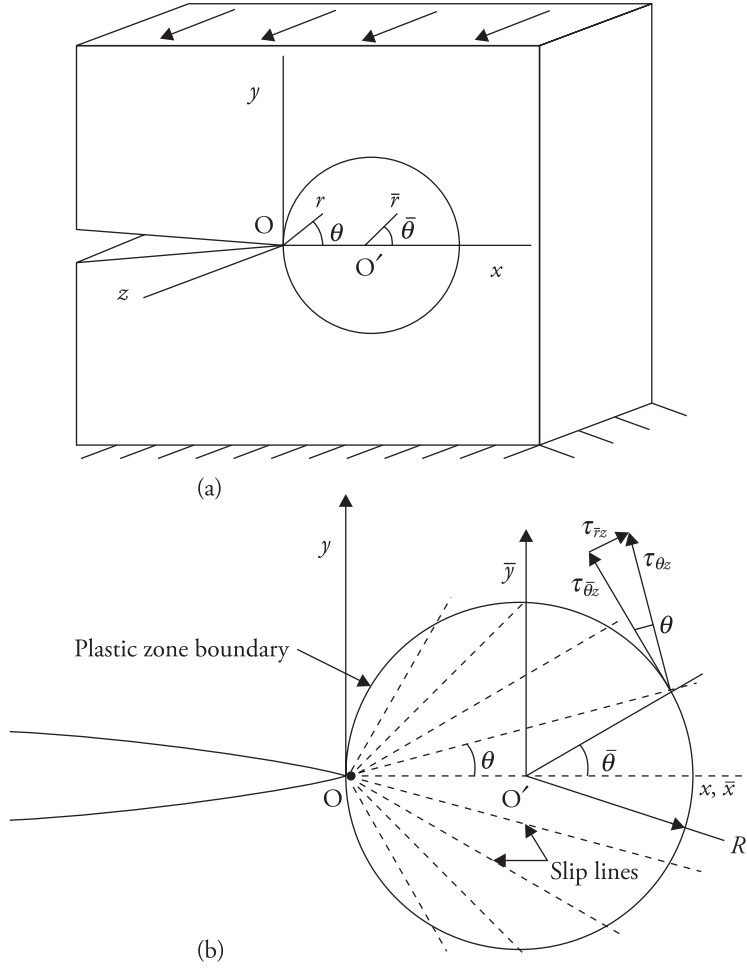 y
r
r̄
O
θ
θ̄
O′
x
z
(a)
τr̄z
y
ȳ
τθz
τθ̄z
θ
Plastic zone boundary
θ
θ̄
O
O′
x, x̄
R
Slip lines
(b)